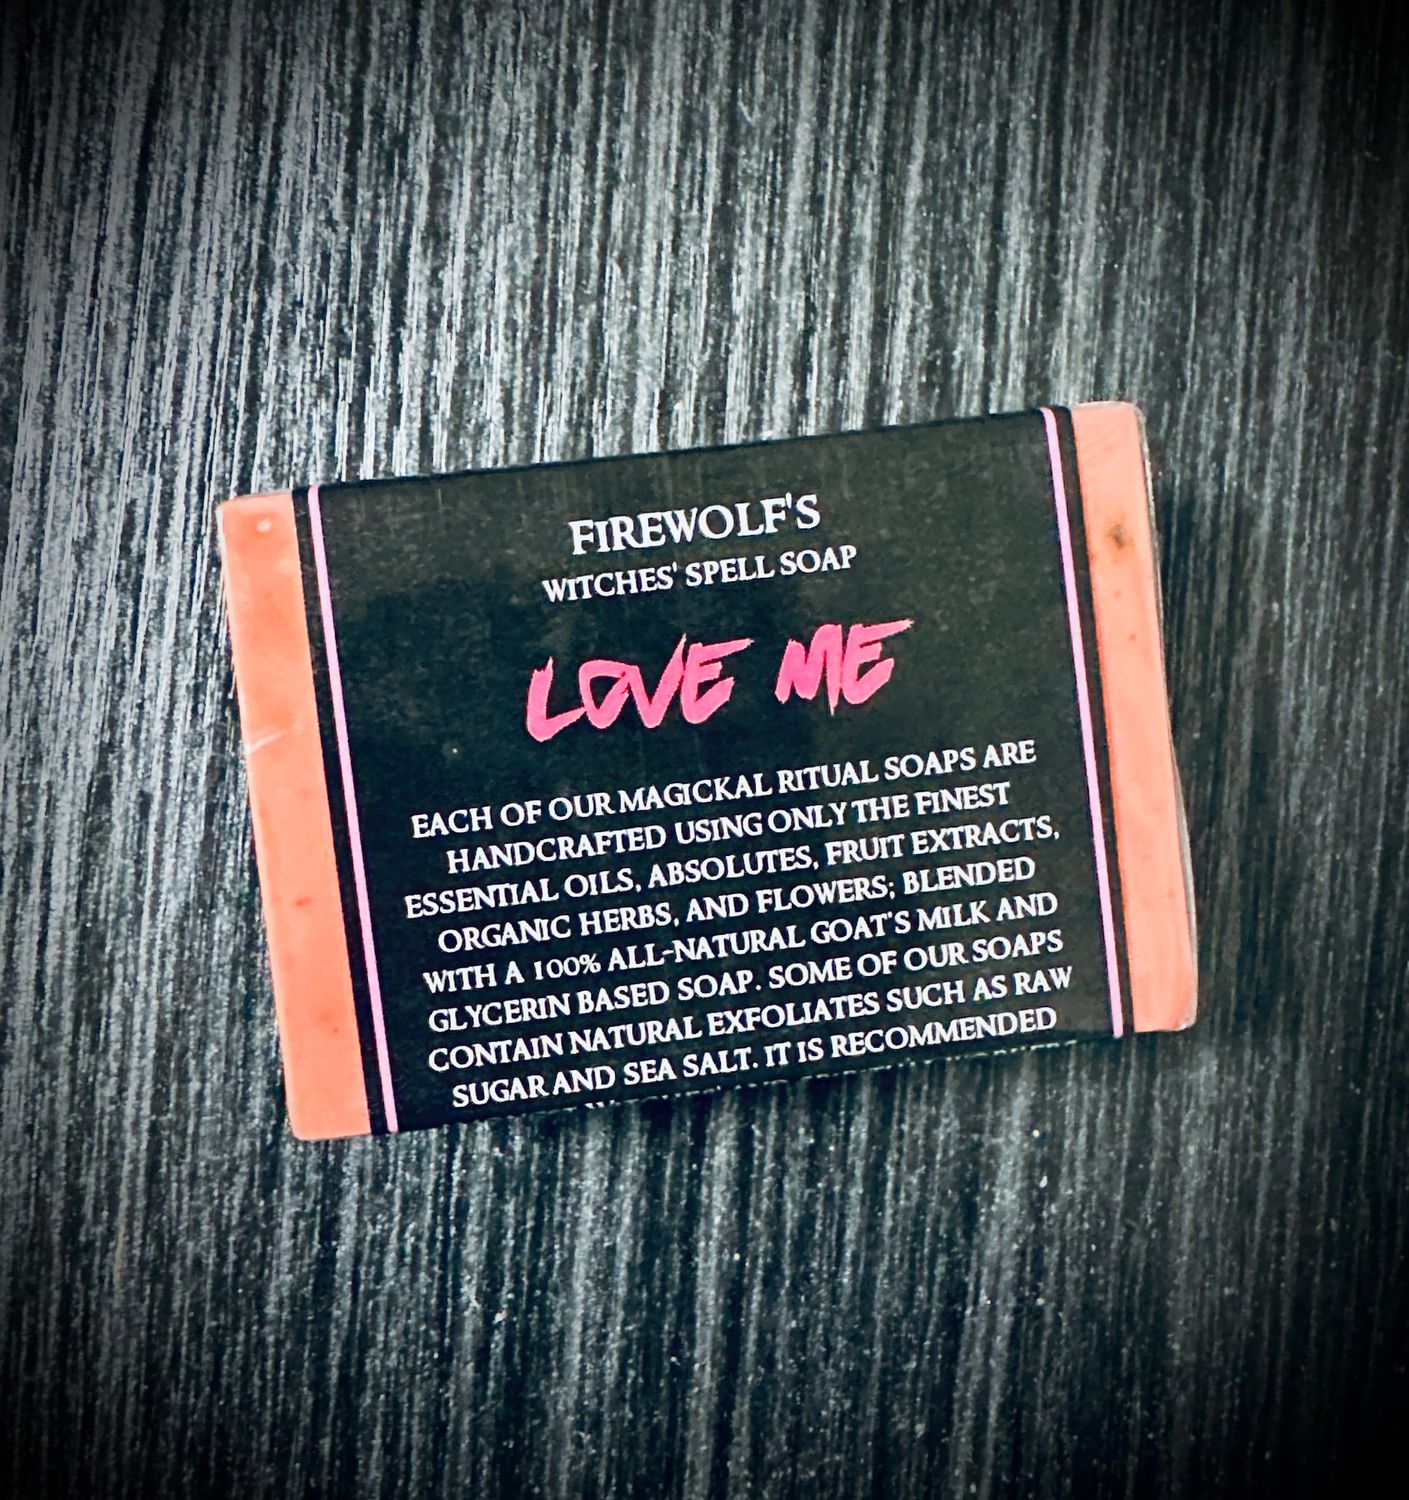 FIREWOLF'S
WITCHES' SPELL SOAP
LOVE ME
EACH OF OUR MAGICKAL RITUAL SOAPS ARE
HANDCRAFTED USING ONLY THE FINEST
ESSENTIAL OILS, ABSOLUTES, FRUIT EXTRACTS,
ORGANIC HERBS, AND FLOWERS; BLENDED
WITH A 100% ALL-NATURAL GOAT'S MILK AND
GLYCERIN BASED SOAP. SOME OF OUR SOAPS
CONTAIN NATURAL EXFOLIATES SUCH AS RAW
SUGAR AND SEA SALT. IT IS RECOMMENDED